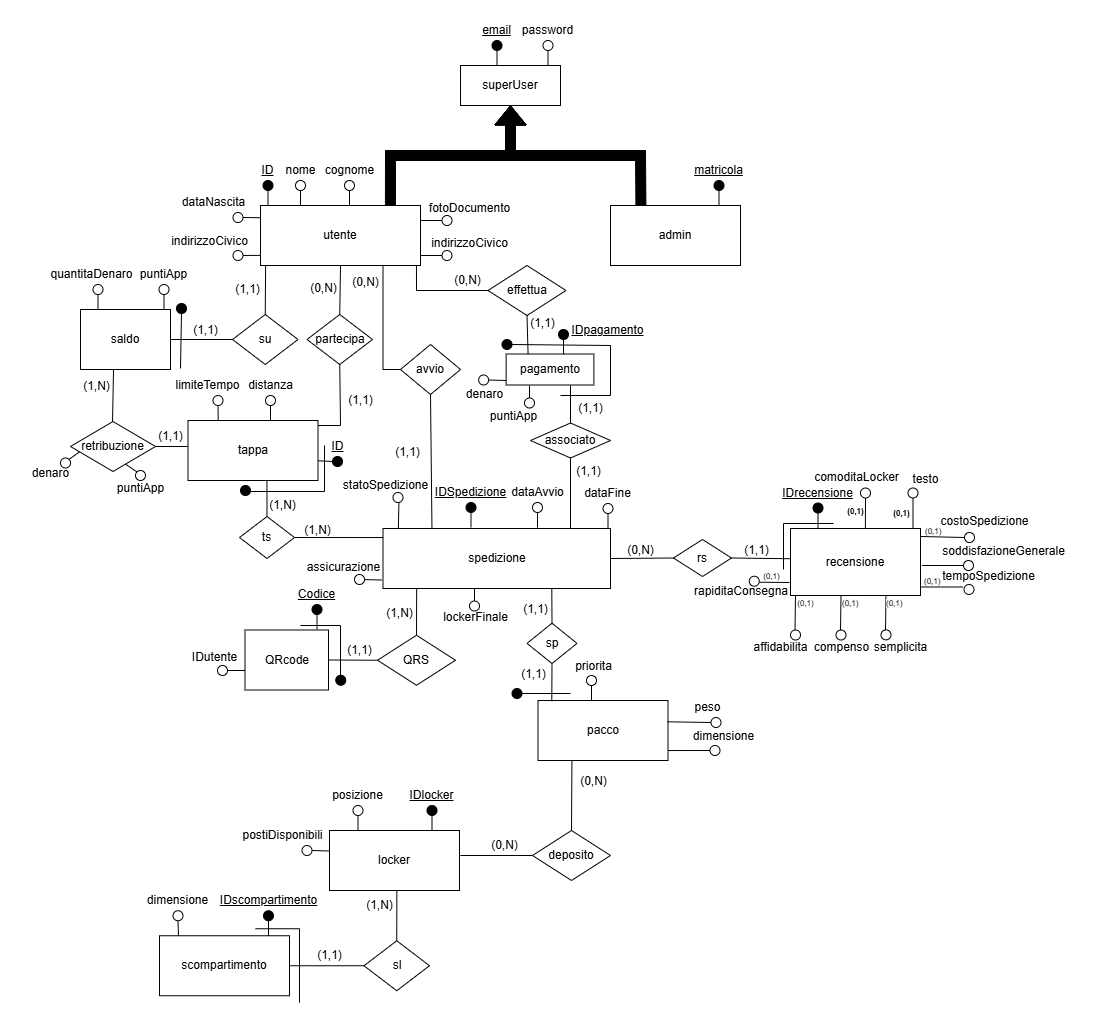 email password
superUser
ID nome cognome
matricola
dataNascita
fotoDocumento
utente
admin
indirizzoCivico
indirizzoCivico
quantitaDenaro puntiApp
(1,1)
(0,N)
(0,N)
(0,N)
effettua
(1,1)
IDpagamento
saldo
(1,1)
su
partecipa
avvio
pagamento
(1,N)
limiteTempo distanza
denaro
puntiApp
(1,1)
(1,1)
retribuzione
(1,1)
tappa
ID
(1,1)
associato
denaro
puntiApp
(1,1)
statoSpedizione
IDSpedizione
dataAvvio
dataFine
comoditaLocker
testo
IDrecensione
(1,N)
(0,1)
(0,1)
costoSpedizione
ts
(1,N)
(0,1)
spedizione
(0,N)
rs
(1,1)
recensione
soddisfazioneGenerale
assicurazione
(0,1)
(0,1)
tempoSpedizione
rapiditaConsegna
Codice
(1,N)
lockerFinale
(1,1)
(0,1)
(0,1)
(0,1)
affidabilita compenso semplicita
IDutente
QRcode
(1,1)
QRS
sp
(1,1)
priorita
peso
pacco
dimensione
(0,N)
posizione
IDlocker
postiDisponibili
locker
(0,N)
deposito
dimensione
IDscompartimento
(1,N)
scompartimento
(1,1)
sl